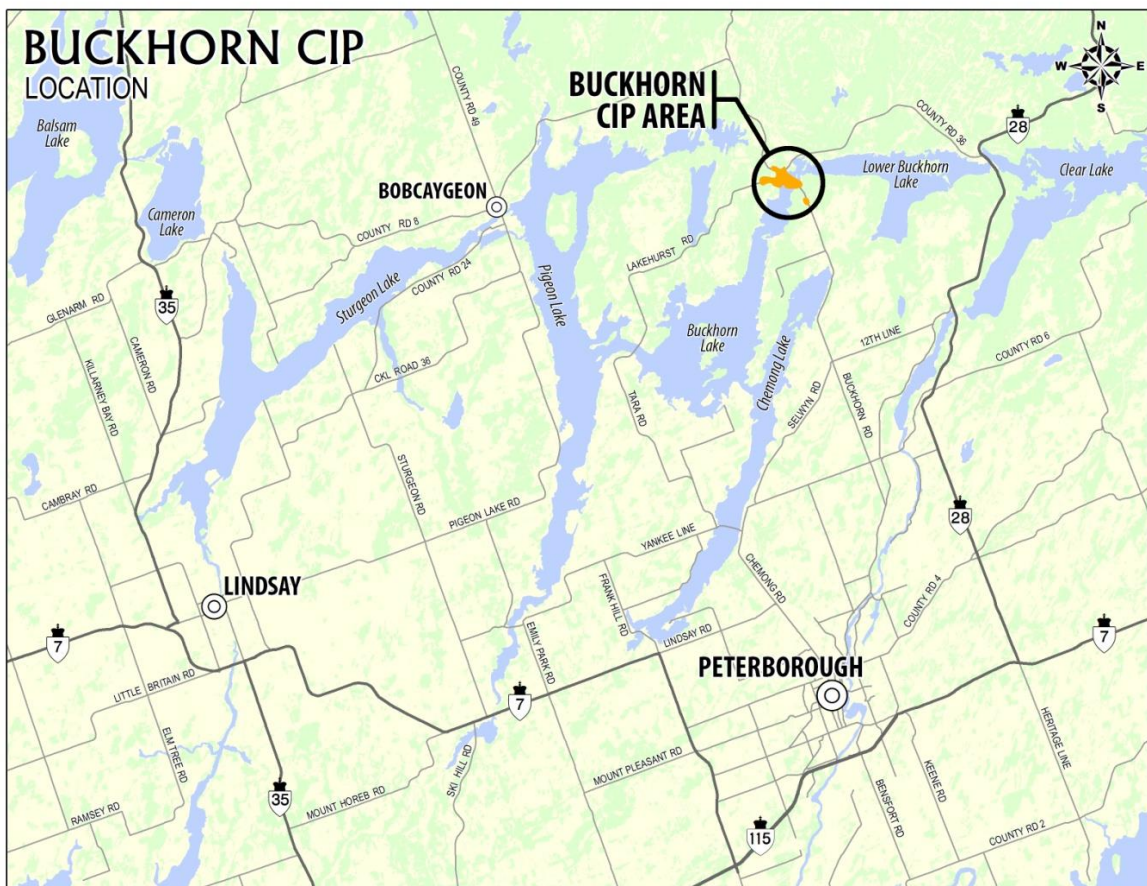 BUCKHORN CIP
LOCATION
N
W
E
S
BUCKHORN
CIP AREA
COUNTY RD 49
COUNTY RD 36
28
Balsam
Lake
Cameron
Lake
BOBCAYGEON
Lower Buckhorn
Lake
Clear Lake
COUNTY RD 8
COUNTY RD 24
LAKEHURST RD
Sturgeon Lake
Pigeon Lake
Buckhorn
Lake
Chemong Lake
GLENARM RD
35
KILLARNEY BAY RD
CAMERON RD
CKL ROAD 36
TARA RD
SELWYN RD
12TH LINE
BUCKHORN RD
COUNTY RD 6
CAMBRAY RD
STURGEON RD
PIGEON LAKE RD
YANKEE LINE
28
LINDSAY
FRANK HILL RD
CHEMONG RD
COUNTY RD 4
7
LITTLE BRITAIN RD
EMILY PARK RD
LINDSAY RD
7
PETERBOROUGH
7
ELM TREE RD
SKI HILL RD
MOUNT PLEASANT RD
HERITAGE LINE
RAMSEY RD
35
MOUNT HOREB RD
115
BENSFORT RD
KEENE RD
COUNTY RD 2